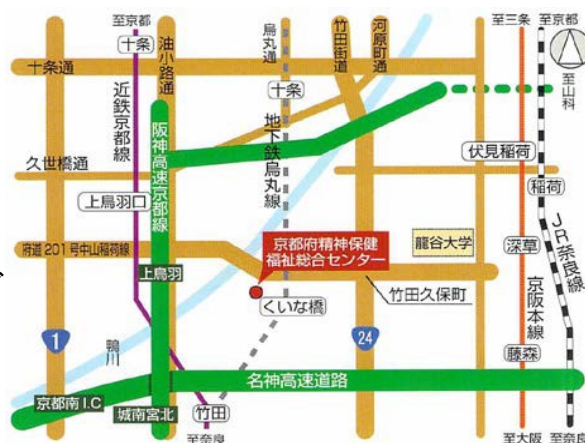 至京都
油小路通
烏丸通
竹田街道
河原町通
至三条
至京都
十条
十条通
十条
至山科
近鉄京都線
阪神高速京都線
地下鉄烏丸線
久世橋通
伏見稲荷
稲荷
上鳥羽口
京都府精神保健
福祉総合センター
龍谷大学
JR奈良線
府道201号中山稲荷線
深草
上鳥羽
竹田久保町
くいな橋
京阪本線
1
24
鴨川
藤森
名神高速道路
京都南I.C
城南宮北
竹田
至奈良
至大阪
至奈良